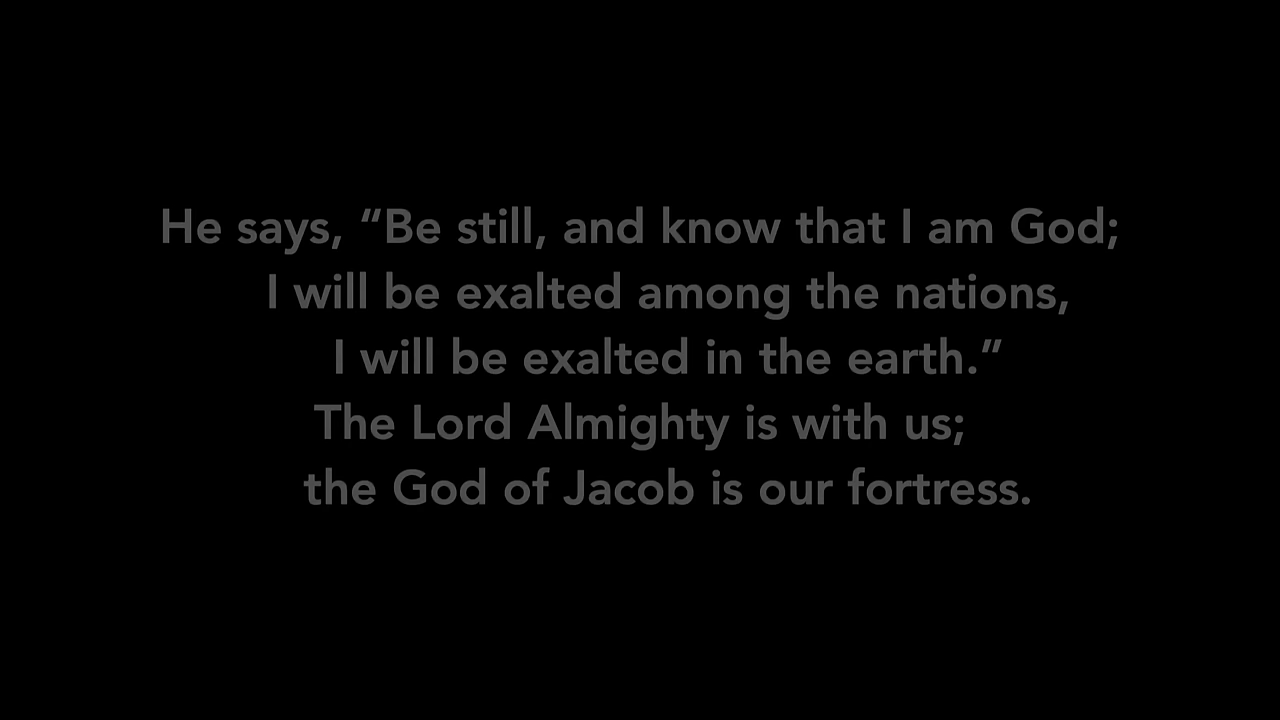 He says, “Be still, and know that I am God;
I will be exalted among the nations,
I will be exalted in the earth.”
The Lord Almighty is with us;
the God of Jacob is our fortress.